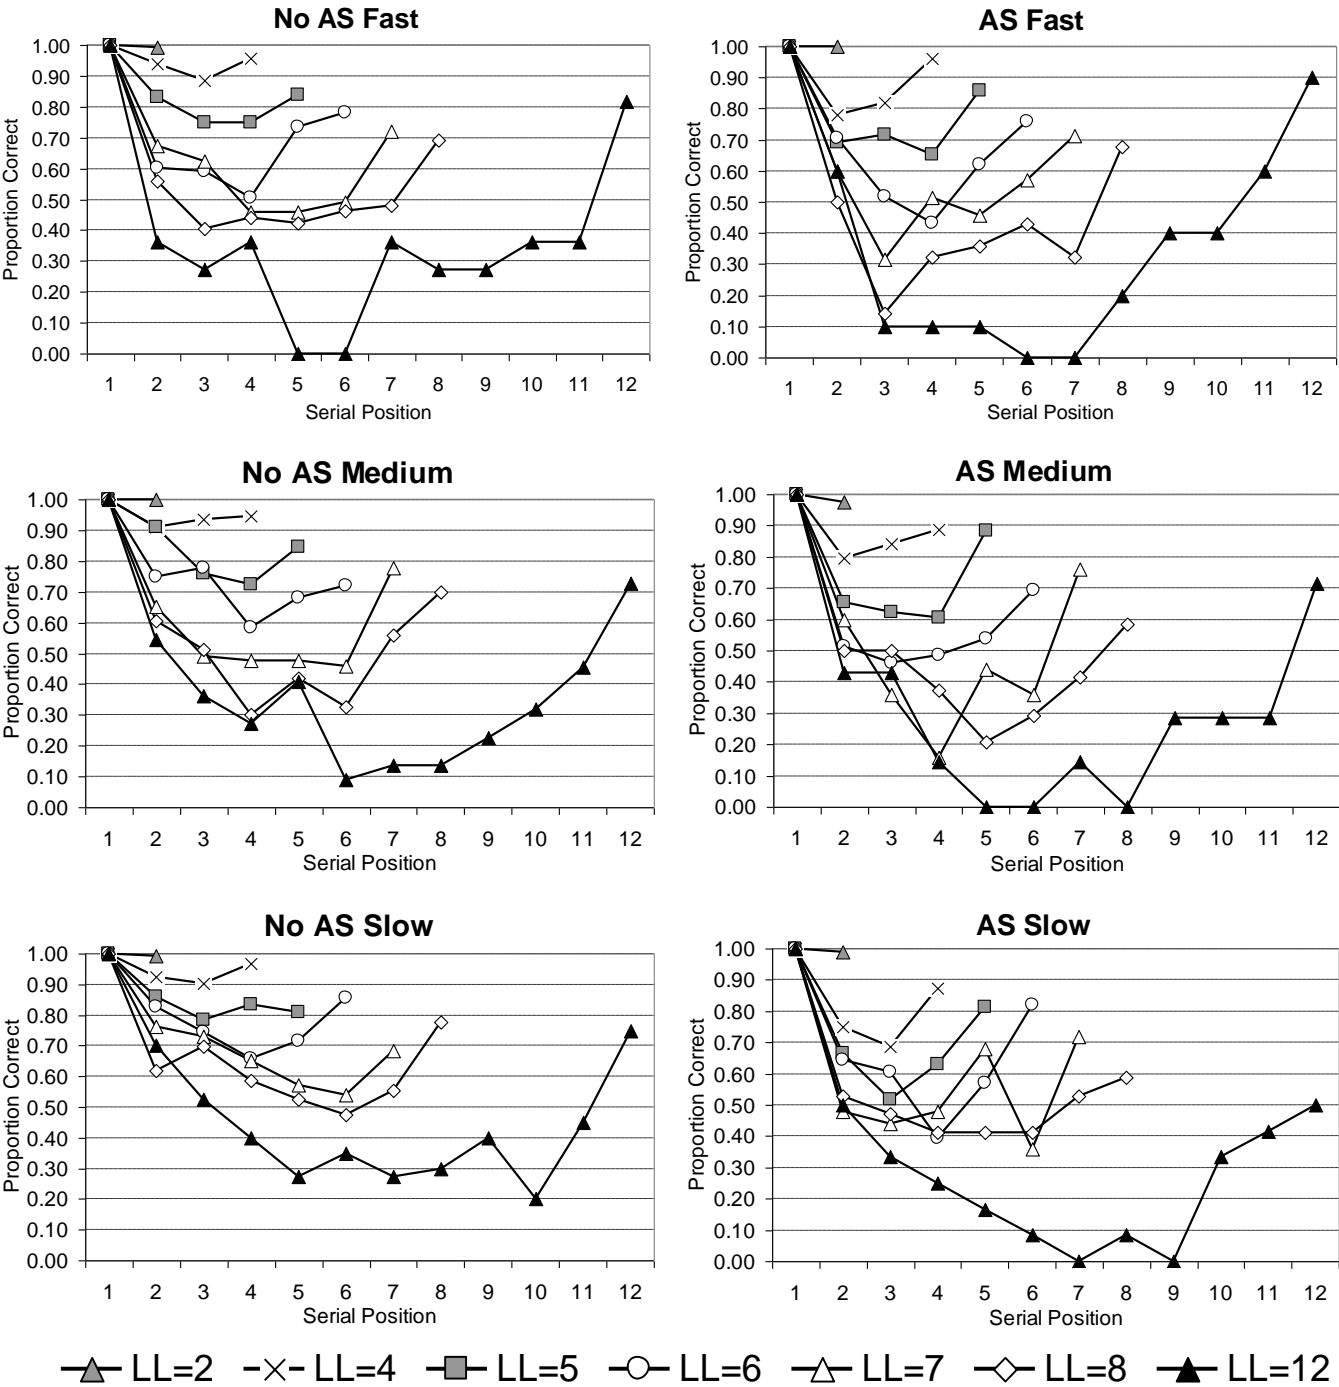 No AS Fast
1.00
0.90
0.80
0.70
0.60
0.50
0.40
0.30
0.20
0.10
0.00
Proportion Correct
1 2 3 4 5 6 7 8 9 10 11 12
Serial Position
AS Fast
1.00
0.90
0.80
0.70
0.60
0.50
0.40
0.30
0.20
0.10
0.00
Proportion Correct
1 2 3 4 5 6 7 8 9 10 11 12
Serial Position
No AS Medium
1.00
0.90
0.80
0.70
0.60
0.50
0.40
0.30
0.20
0.10
0.00
Proportion Correct
1 2 3 4 5 6 7 8 9 10 11 12
Serial Position
AS Medium
1.00
0.90
0.80
0.70
0.60
0.50
0.40
0.30
0.20
0.10
0.00
Proportion Correct
1 2 3 4 5 6 7 8 9 10 11 12
Serial Position
No AS Slow
1.00
0.90
0.80
0.70
0.60
0.50
0.40
0.30
0.20
0.10
0.00
Proportion Correct
1 2 3 4 5 6 7 8 9 10 11 12
Serial Position
AS Slow
1.00
0.90
0.80
0.70
0.60
0.50
0.40
0.30
0.20
0.10
0.00
Proportion Correct
1 2 3 4 5 6 7 8 9 10 11 12
Serial Position
LL=2 LL=4 LL=5 LL=6 LL=7 LL=8 LL=12